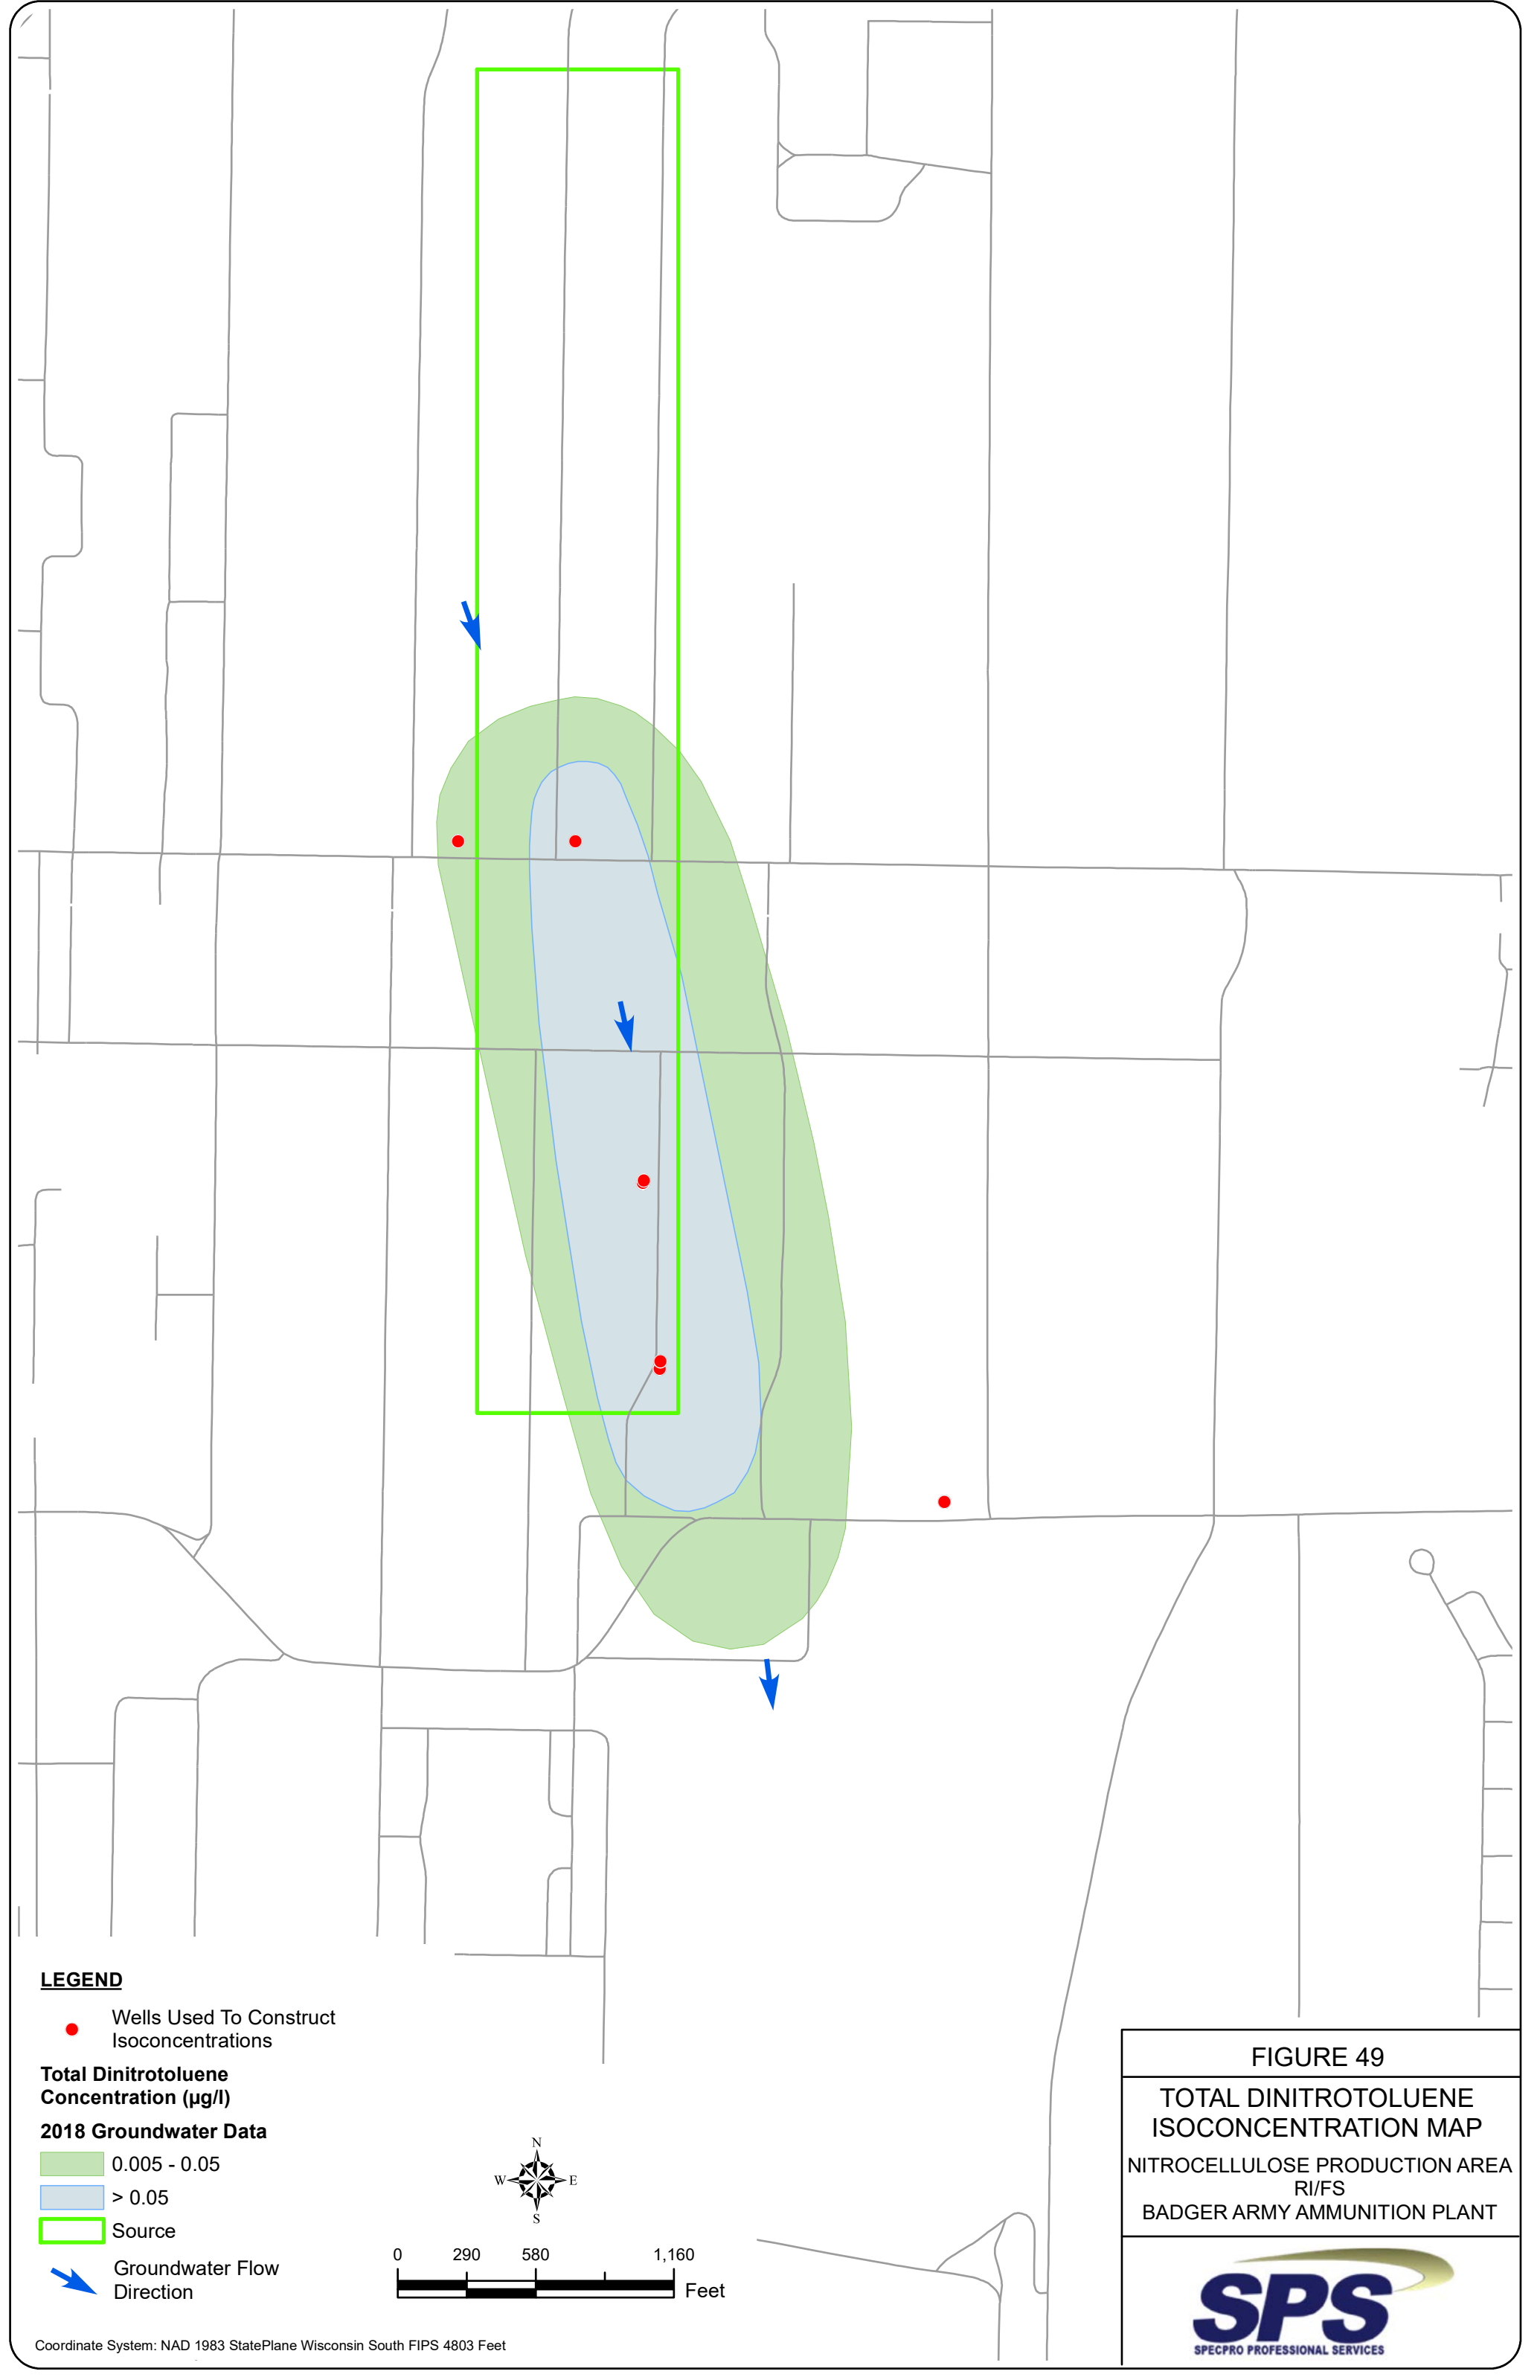 LEGEND
Wells Used To Construct
Isoconcentrations
Total Dinitrotoluene
Concentration (µg/l)
2018 Groundwater Data
0.005 - 0.05
> 0.05
Source
Groundwater Flow
Direction
N
W E
S
0 290 580 1,160
Feet
Coordinate System: NAD 1983 StatePlane Wisconsin South FIPS 4803 Feet
FIGURE 49
TOTAL DINITROTOLUENE
ISOCONCENTRATION MAP
NITROCELLULOSE PRODUCTION AREA
RI/FS
BADGER ARMY AMMUNITION PLANT
SPS
SPECPRO PROFESSIONAL SERVICES